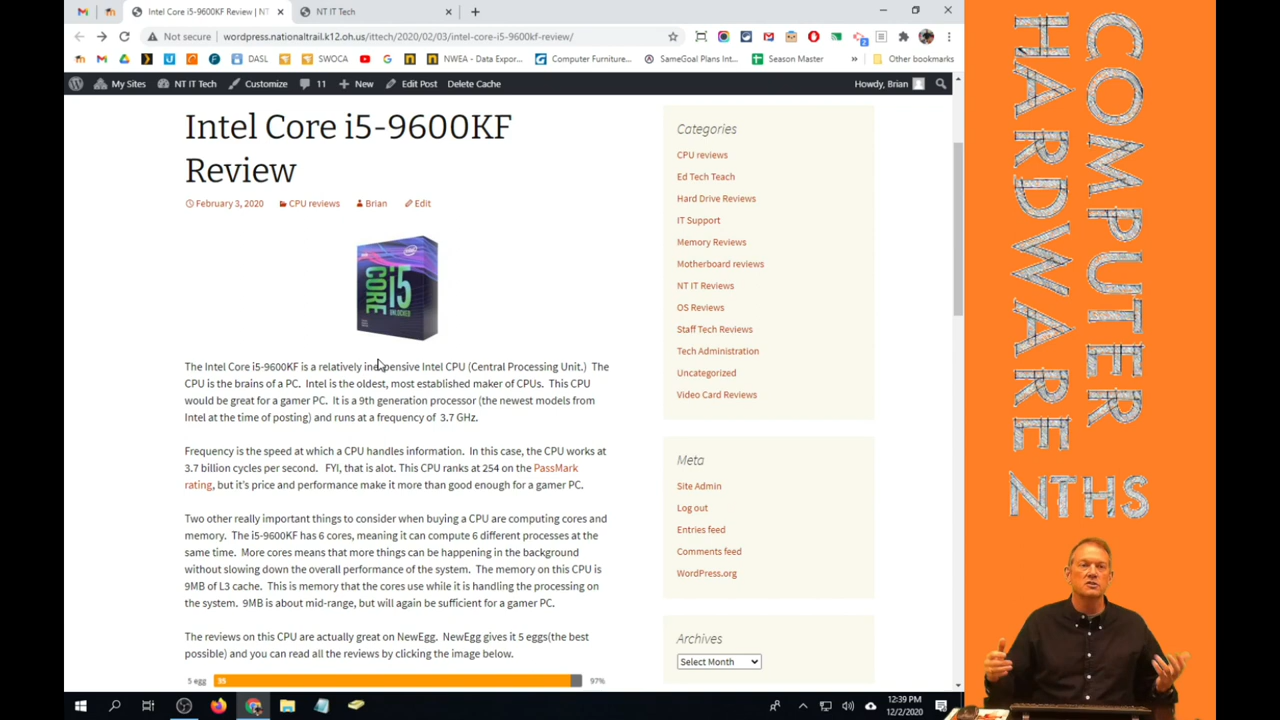 Intel Core i5-9600KF Review | NT
NT IT Tech
Not secure
wordpress.nationaltrail.k12.oh.us/ittech/2020/02/03/intel-core-i5-9600kf-review/
DASL
SWOCA
NWEA - Data Expor...
Computer Furniture...
SameGoal Plans Int...
Season Master
Other bookmarks
My Sites
NT IT Tech
Customize
11
New
Edit Post
Delete Cache
Howdy, Brian
Intel Core i5-9600KF
Review
February 3, 2020
CPU reviews
Brian
Edit
intel
CORE
i5
UNLOCKED
The Intel Core i5-9600KF is a relatively inexpensive Intel CPU (Central Processing Unit.) The
CPU is the brains of a PC. Intel is the oldest, most established maker of CPUs. This CPU
would be great for a gamer PC. It is a 9th generation processor (the newest models from
Intel at the time of posting) and runs at a frequency of 3.7 GHz.
Frequency is the speed at which a CPU handles information. In this case, the CPU works at
3.7 billion cycles per second. FYI, that is alot. This CPU ranks at 254 on the PassMark
rating, but it's price and performance make it more than good enough for a gamer PC.
Two other really important things to consider when buying a CPU are computing cores and
memory. The i5-9600KF has 6 cores, meaning it can compute 6 different processes at the
same time. More cores means that more things can be happening in the background
without slowing down the overall performance of the system. The memory on this CPU is
9MB of L3 cache. This is memory that the cores use while it is handling the processing on
the system. 9MB is about mid-range, but will again be sufficient for a gamer PC.
The reviews on this CPU are actually great on NewEgg. NewEgg gives it 5 eggs(the best
possible) and you can read all the reviews by clicking the image below.
5 egg
35
97%
Categories
CPU reviews
Ed Tech Teach
Hard Drive Reviews
IT Support
Memory Reviews
Motherboard reviews
NT IT Reviews
OS Reviews
Staff Tech Reviews
Tech Administration
Uncategorized
Video Card Reviews
Meta
Site Admin
Log out
Entries feed
Comments feed
WordPress.org
Archives
Select Month
12:39 PM
12/2/2020
COMPUTER
HARDWARE
NTHS